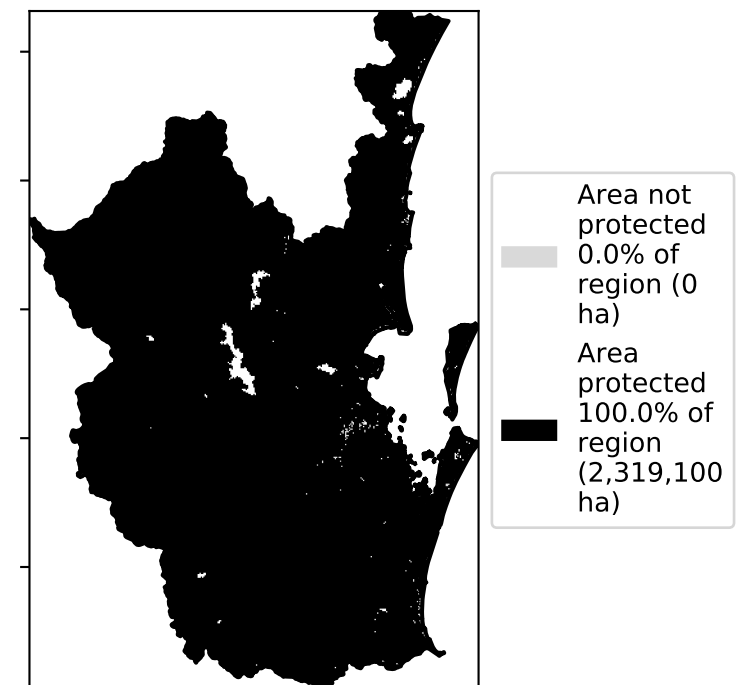 Area not
protected
0.0% of
region (0
ha)
Area
protected
100.0% of
region
(2,319,100
ha)